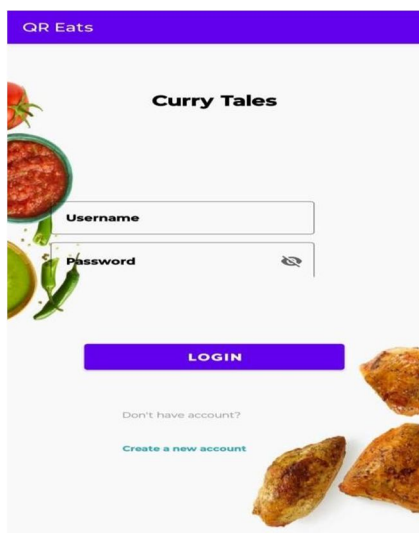 QR Eats
Curry Tales
Username
Password
LOGIN
Don't have account?
Create a new account